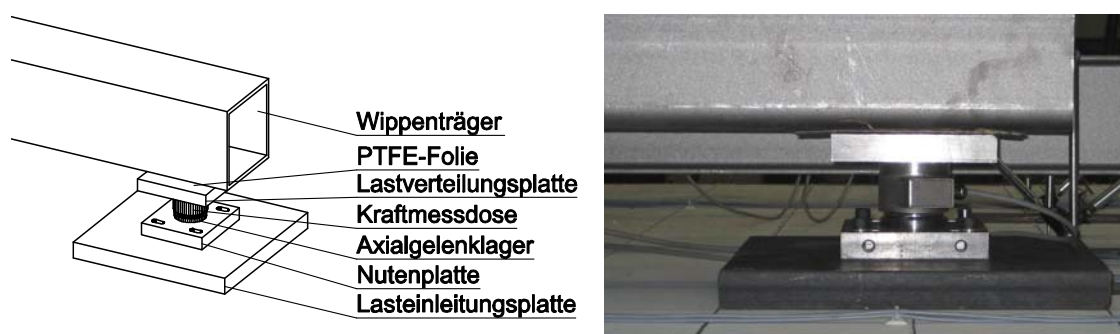 Wippenträger
PTFE-Folie
Lastverteilungsplatte
Kraftmessdose
Axialgelenklager
Nutenplatte
Lasteinleitungsplatte